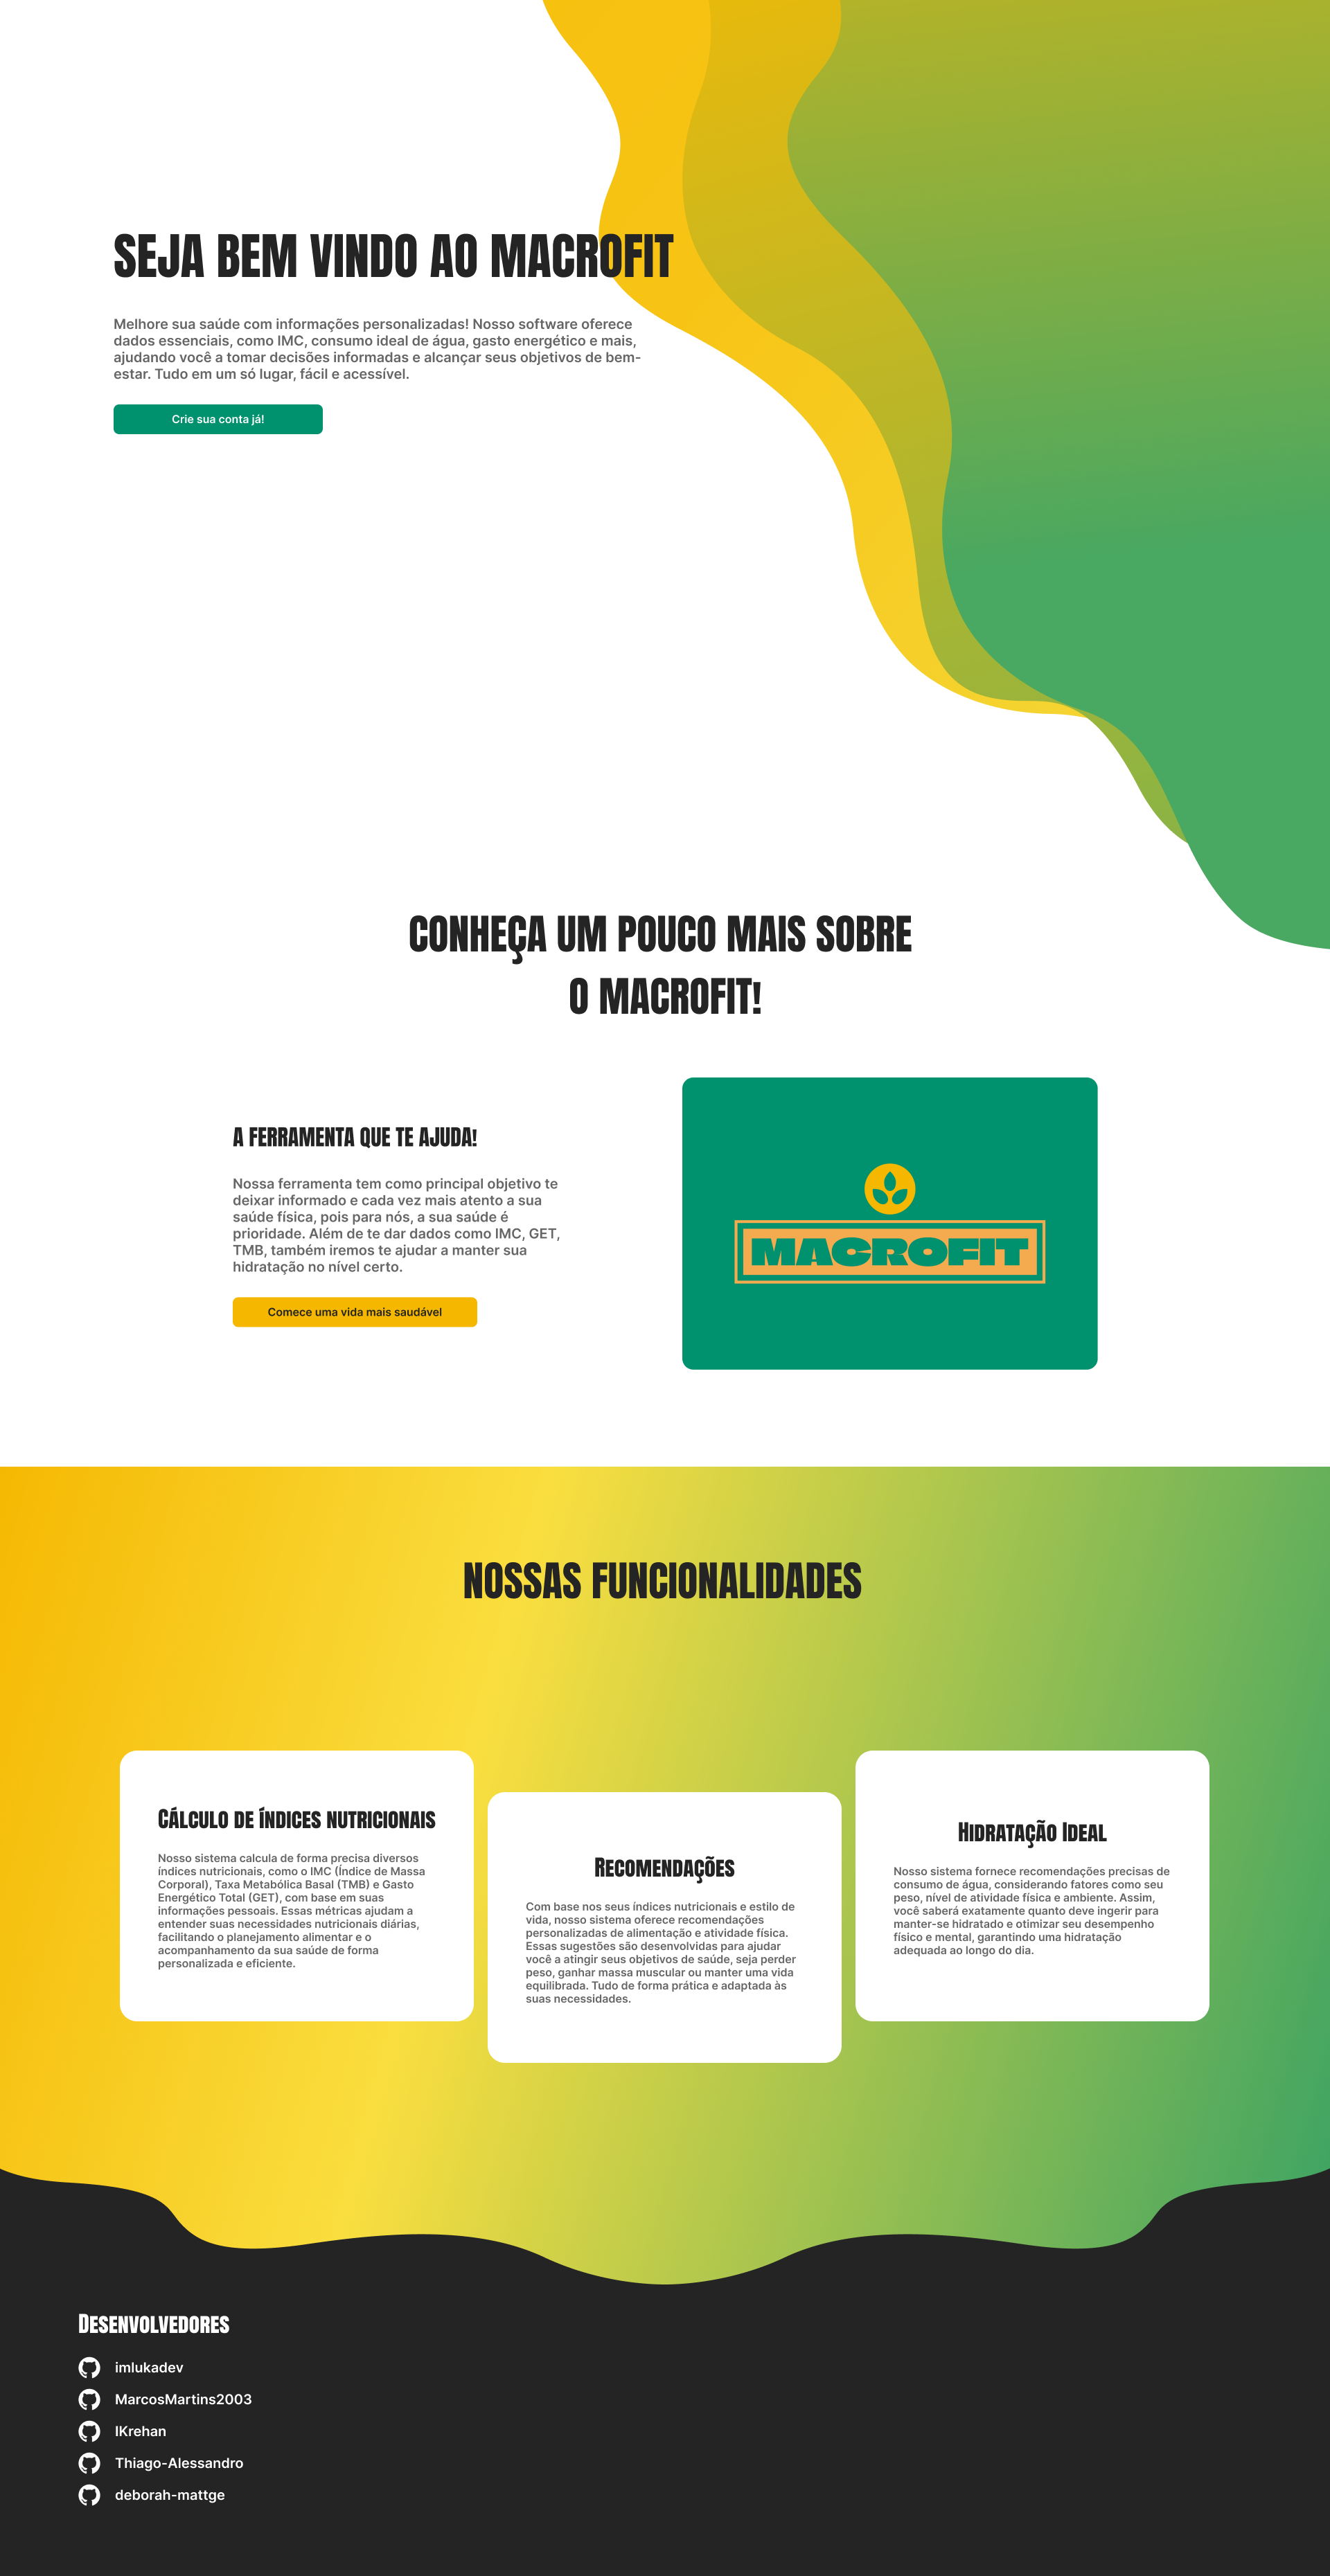 SEJA BEM VINDO AO MACROFIT
Melhore sua saúde com informações personalizadas! Nosso software oferece
dados essenciais, como IMC, consumo ideal de água, gasto energético e mais,
ajudando você a tomar decisões informadas e alcançar seus objetivos de bem-
estar. Tudo em um só lugar, fácil e acessível.
Crie sua conta já!
CONHEÇA UM POUCO MAIS SOBRE
O MACROFIT!
A FERRAMENTA QUE TE AJUDA!
Nossa ferramenta tem como principal objetivo te
deixar informado e cada vez mais atento a sua
saúde física, pois para nós, a sua saúde é
prioridade. Além de te dar dados como IMC, GET,
TMB, também iremos te ajudar a manter sua
hidratação no nível certo.
Comece uma vida mais saudável
MACROFIT
NOSSAS FUNCIONALIDADES
Cálculo de índices nutricionais
Nosso sistema calcula de forma precisa diversos
índices nutricionais, como o IMC (Índice de Massa
Corporal), Taxa Metabólica Basal (TMB) e Gasto
Energético Total (GET), com base em suas
informações pessoais. Essas métricas ajudam a
entender suas necessidades nutricionais diárias,
facilitando o planejamento alimentar e o
acompanhamento da sua saúde de forma
personalizada e eficiente.
Recomendações
Com base nos seus índices nutricionais e estilo de
vida, nosso sistema oferece recomendações
personalizadas de alimentação e atividade física.
Essas sugestões são desenvolvidas para ajudar
você a atingir seus objetivos de saúde, seja perder
peso, ganhar massa muscular ou manter uma vida
equilibrada. Tudo de forma prática e adaptada às
suas necessidades.
Hidratação Ideal
Nosso sistema fornece recomendações precisas de
consumo de água, considerando fatores como seu
peso, nível de atividade física e ambiente. Assim,
você saberá exatamente quanto deve ingerir para
manter-se hidratado e otimizar seu desempenho
físico e mental, garantindo uma hidratação
adequada ao longo do dia.
Desenvolvedores
imlukadev
MarcosMartins2003
IKrehan
Thiago-Alessandro
deborah-mattge